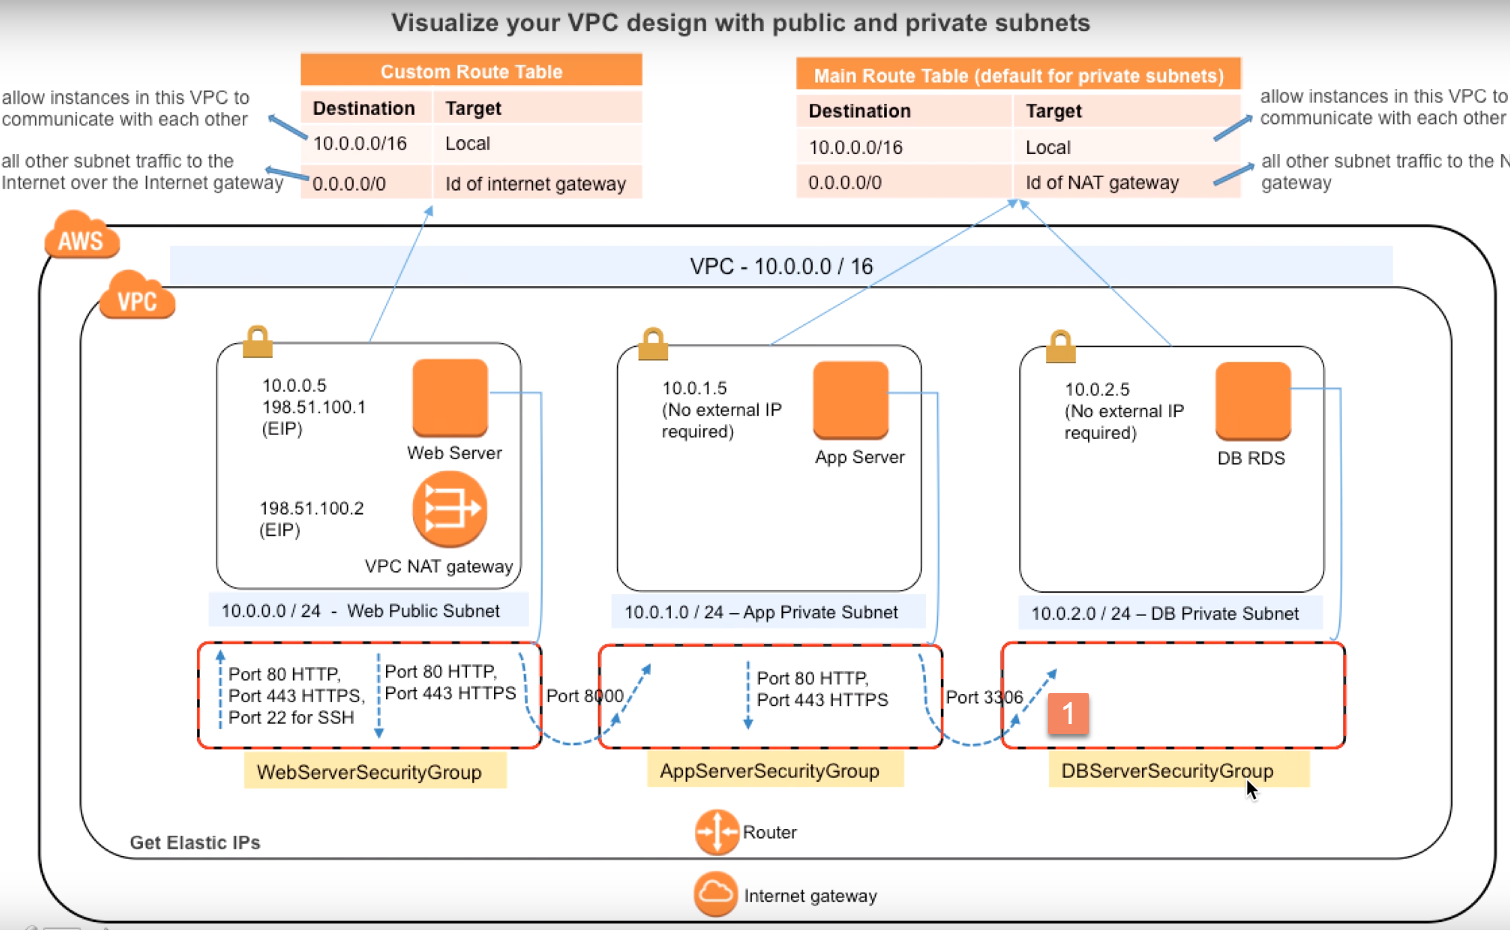 Visualize your VPC design with public and private subnets
Custom Route Table
Destination Target
10.0.0.0/16 Local
0.0.0.0/0 Id of internet gateway
allow instances in this VPC to
communicate with each other
all other subnet traffic to the
Internet over the Internet gateway
Main Route Table (default for private subnets)
Destination Target
10.0.0.0/16 Local
0.0.0.0/0 Id of NAT gateway
allow instances in this VPC to
communicate with each other
all other subnet traffic to the N
gateway
AWS
VPC - 10.0.0.0 / 16
VPC
10.0.0.5
198.51.100.1
(EIP)
Web Server
198.51.100.2
(EIP)
VPC NAT gateway
10.0.0.0 / 24 - Web Public Subnet
10.0.1.5
(No external IP
required)
App Server
10.0.1.0 / 24 – App Private Subnet
10.0.2.5
(No external IP
required)
DB RDS
10.0.2.0 / 24 – DB Private Subnet
Port 80 HTTP,
Port 443 HTTPS,
Port 22 for SSH
Port 80 HTTP,
Port 443 HTTPS
Port 8000
Port 80 HTTP,
Port 443 HTTPS
Port 3306
1
WebServerSecurityGroup
AppServerSecurityGroup
DBServerSecurityGroup
Get Elastic IPs
Router
Internet gateway